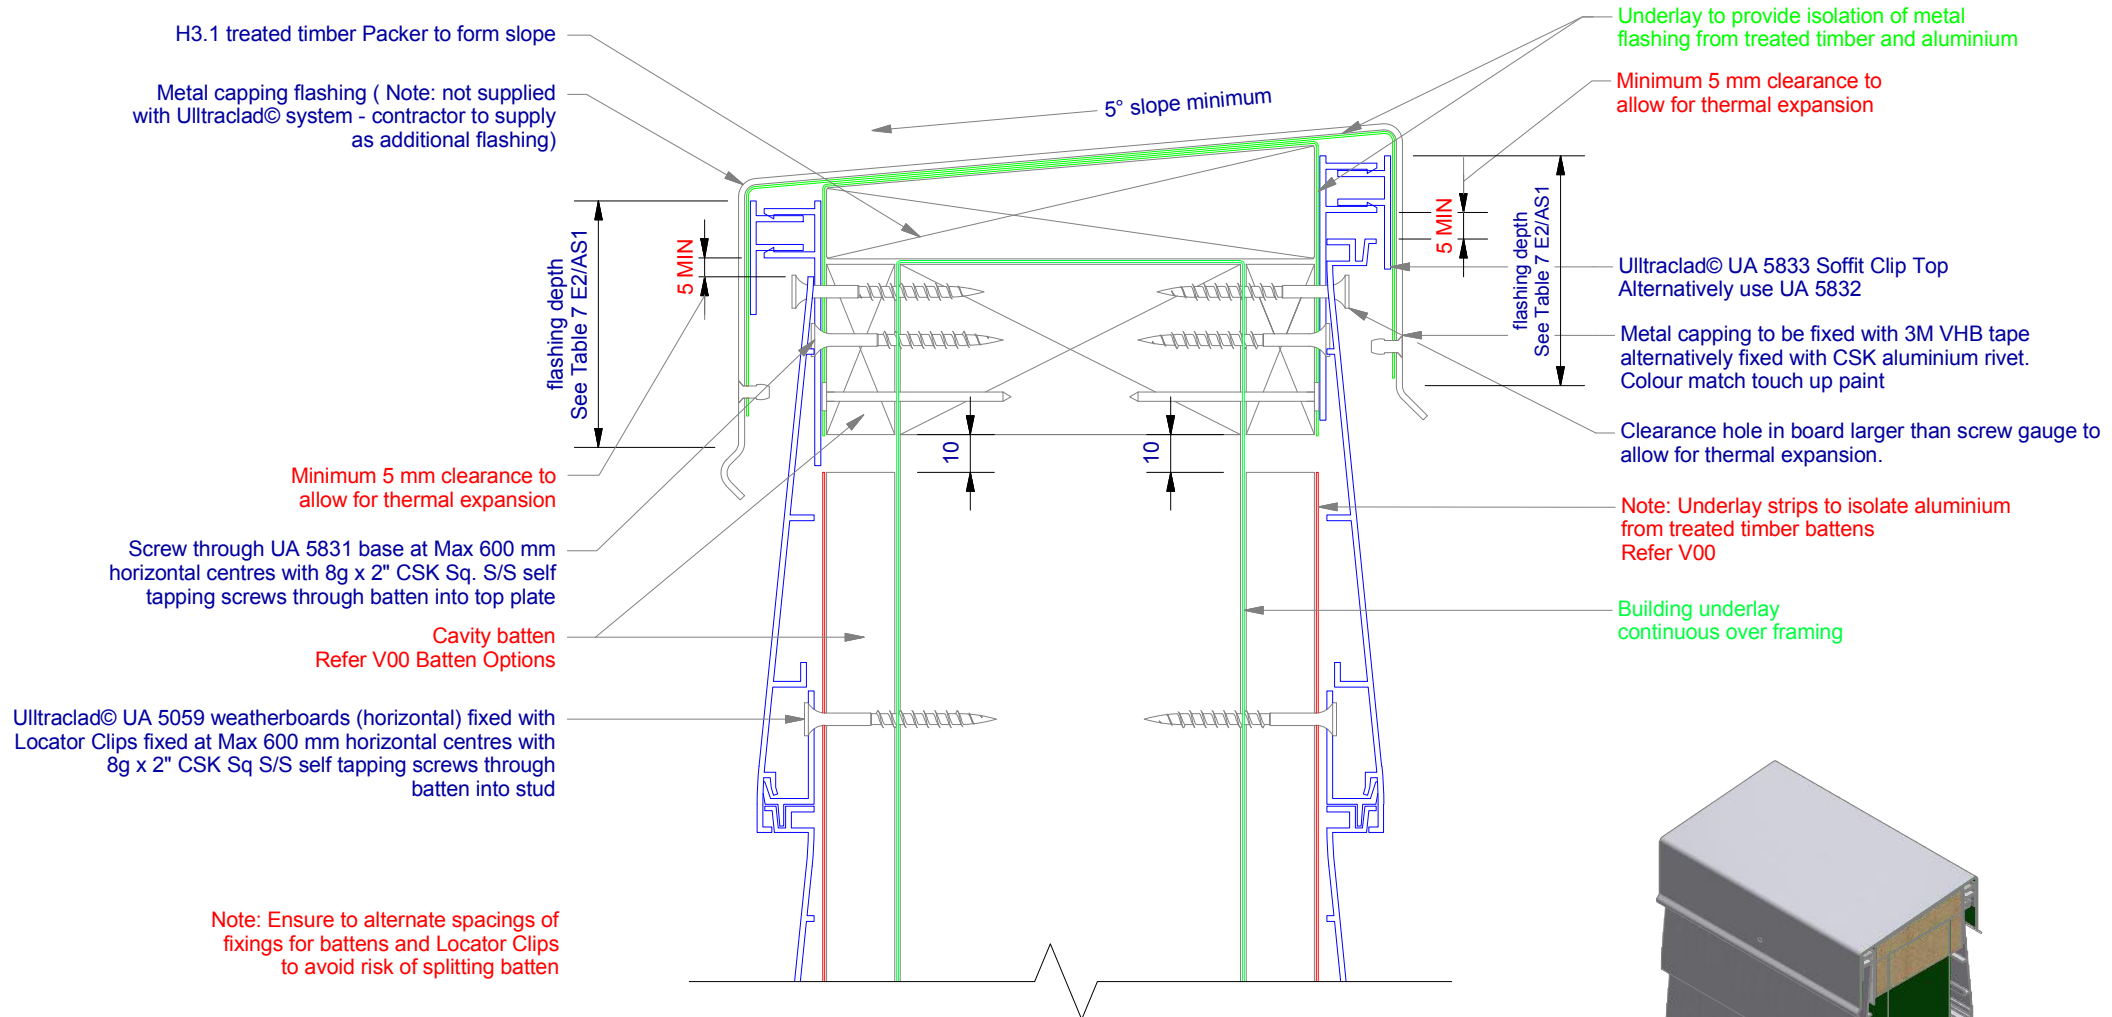 H3.1 treated timber Packer to form slope
Metal capping flashing ( Note: not supplied
with Ulltraclad© system - contractor to supply
as additional flashing)
5° slope minimum
Underlay to provide isolation of metal
flashing from treated timber and aluminium
Minimum 5 mm clearance to
allow for thermal expansion
flashing depth
See Table 7 E2/AS1
5 MIN
5 MIN
flashing depth
See Table 7 E2/AS1
Ulltraclad© UA 5833 Soffit Clip Top
Alternatively use UA 5832
Metal capping to be fixed with 3M VHB tape
alternatively fixed with CSK aluminium rivet.
Colour match touch up paint
Clearance hole in board larger than screw gauge to
allow for thermal expansion.
10
10
Minimum 5 mm clearance to
allow for thermal expansion
Note: Underlay strips to isolate aluminium
from treated timber battens
Refer V00
Screw through UA 5831 base at Max 600 mm
horizontal centres with 8g x 2" CSK Sq. S/S self
tapping screws through batten into top plate
Building underlay
continuous over framing
Cavity batten
Refer V00 Batten Options
Ulltraclad© UA 5059 weatherboards (horizontal) fixed with
Locator Clips fixed at Max 600 mm horizontal centres with
8g x 2" CSK Sq S/S self tapping screws through
batten into stud
Note: Ensure to alternate spacings of
fixings for battens and Locator Clips
to avoid risk of splitting batten